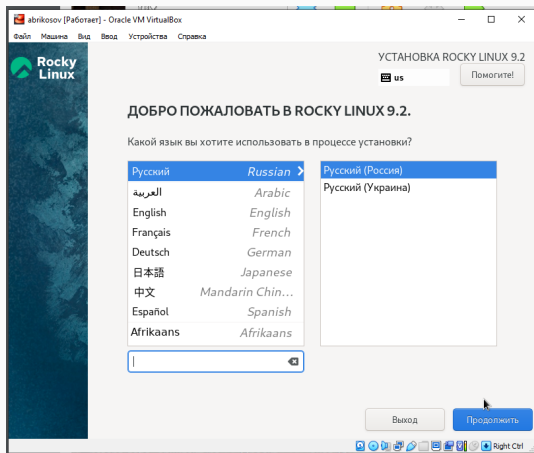 abrikosov [Работает] - Oracle VM VirtualBox
Файл Машина Вид Ввод Устройства Справка
Rocky
Linux
УСТАНОВКА ROCKY LINUX 9.2
us
Помогите!
ДОБРО ПОЖАЛОВАТЬ В ROCKY LINUX 9.2.
Какой язык вы хотите использовать в процессе установки?
Русский Russian
العربية Arabic
English English
Français French
Deutsch German
日本語 Japanese
中文 Mandarin Chin...
Español Spanish
Afrikaans Afrikaans
Русский (Россия)
Русский (Украина)
Выход
Продолжить
Right Ctrl